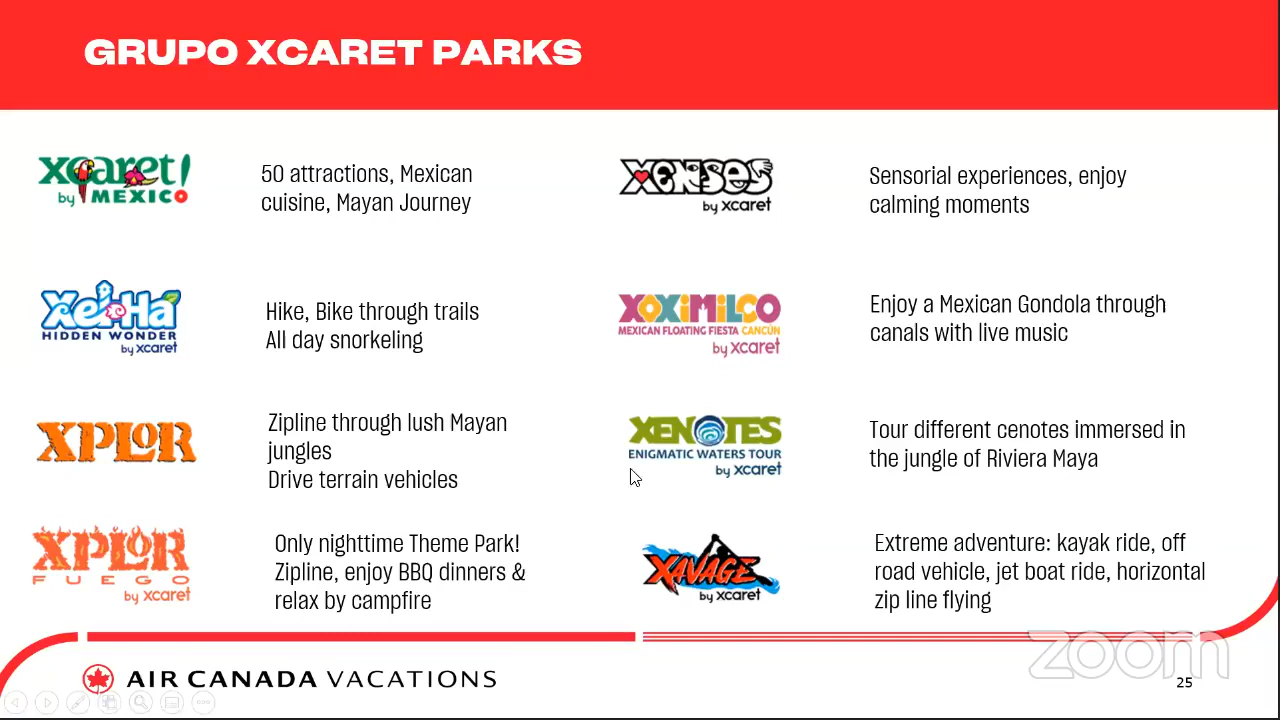 GRUPO XCARET PARKS
xcaret!
by MEXICO
50 attractions, Mexican
cuisine, Mayan Journey
XENSES
by xcaret
Sensorial experiences, enjoy
calming moments
Xel-Ha
HIDDEN WONDER
by xcaret
Hike, Bike through trails
All day snorkeling
XOXIMILCO
MEXICAN FLOATING FIESTA CANCÚN
by xcaret
Enjoy a Mexican Gondola through
canals with live music
XPLOR
Zipline through lush Mayan
jungles
Drive terrain vehicles
XENOTES
ENIGMATIC WATERS TOUR
by xcaret
Tour different cenotes immersed in
the jungle of Riviera Maya
XPLOR
FUEGO
by xcaret
Only nighttime Theme Park!
Zipline, enjoy BBQ dinners &
relax by campfire
XAVAGE
by xcaret
Extreme adventure: kayak ride, off
road vehicle, jet boat ride, horizontal
zip line flying
AIR CANADA VACATIONS
zoom
25